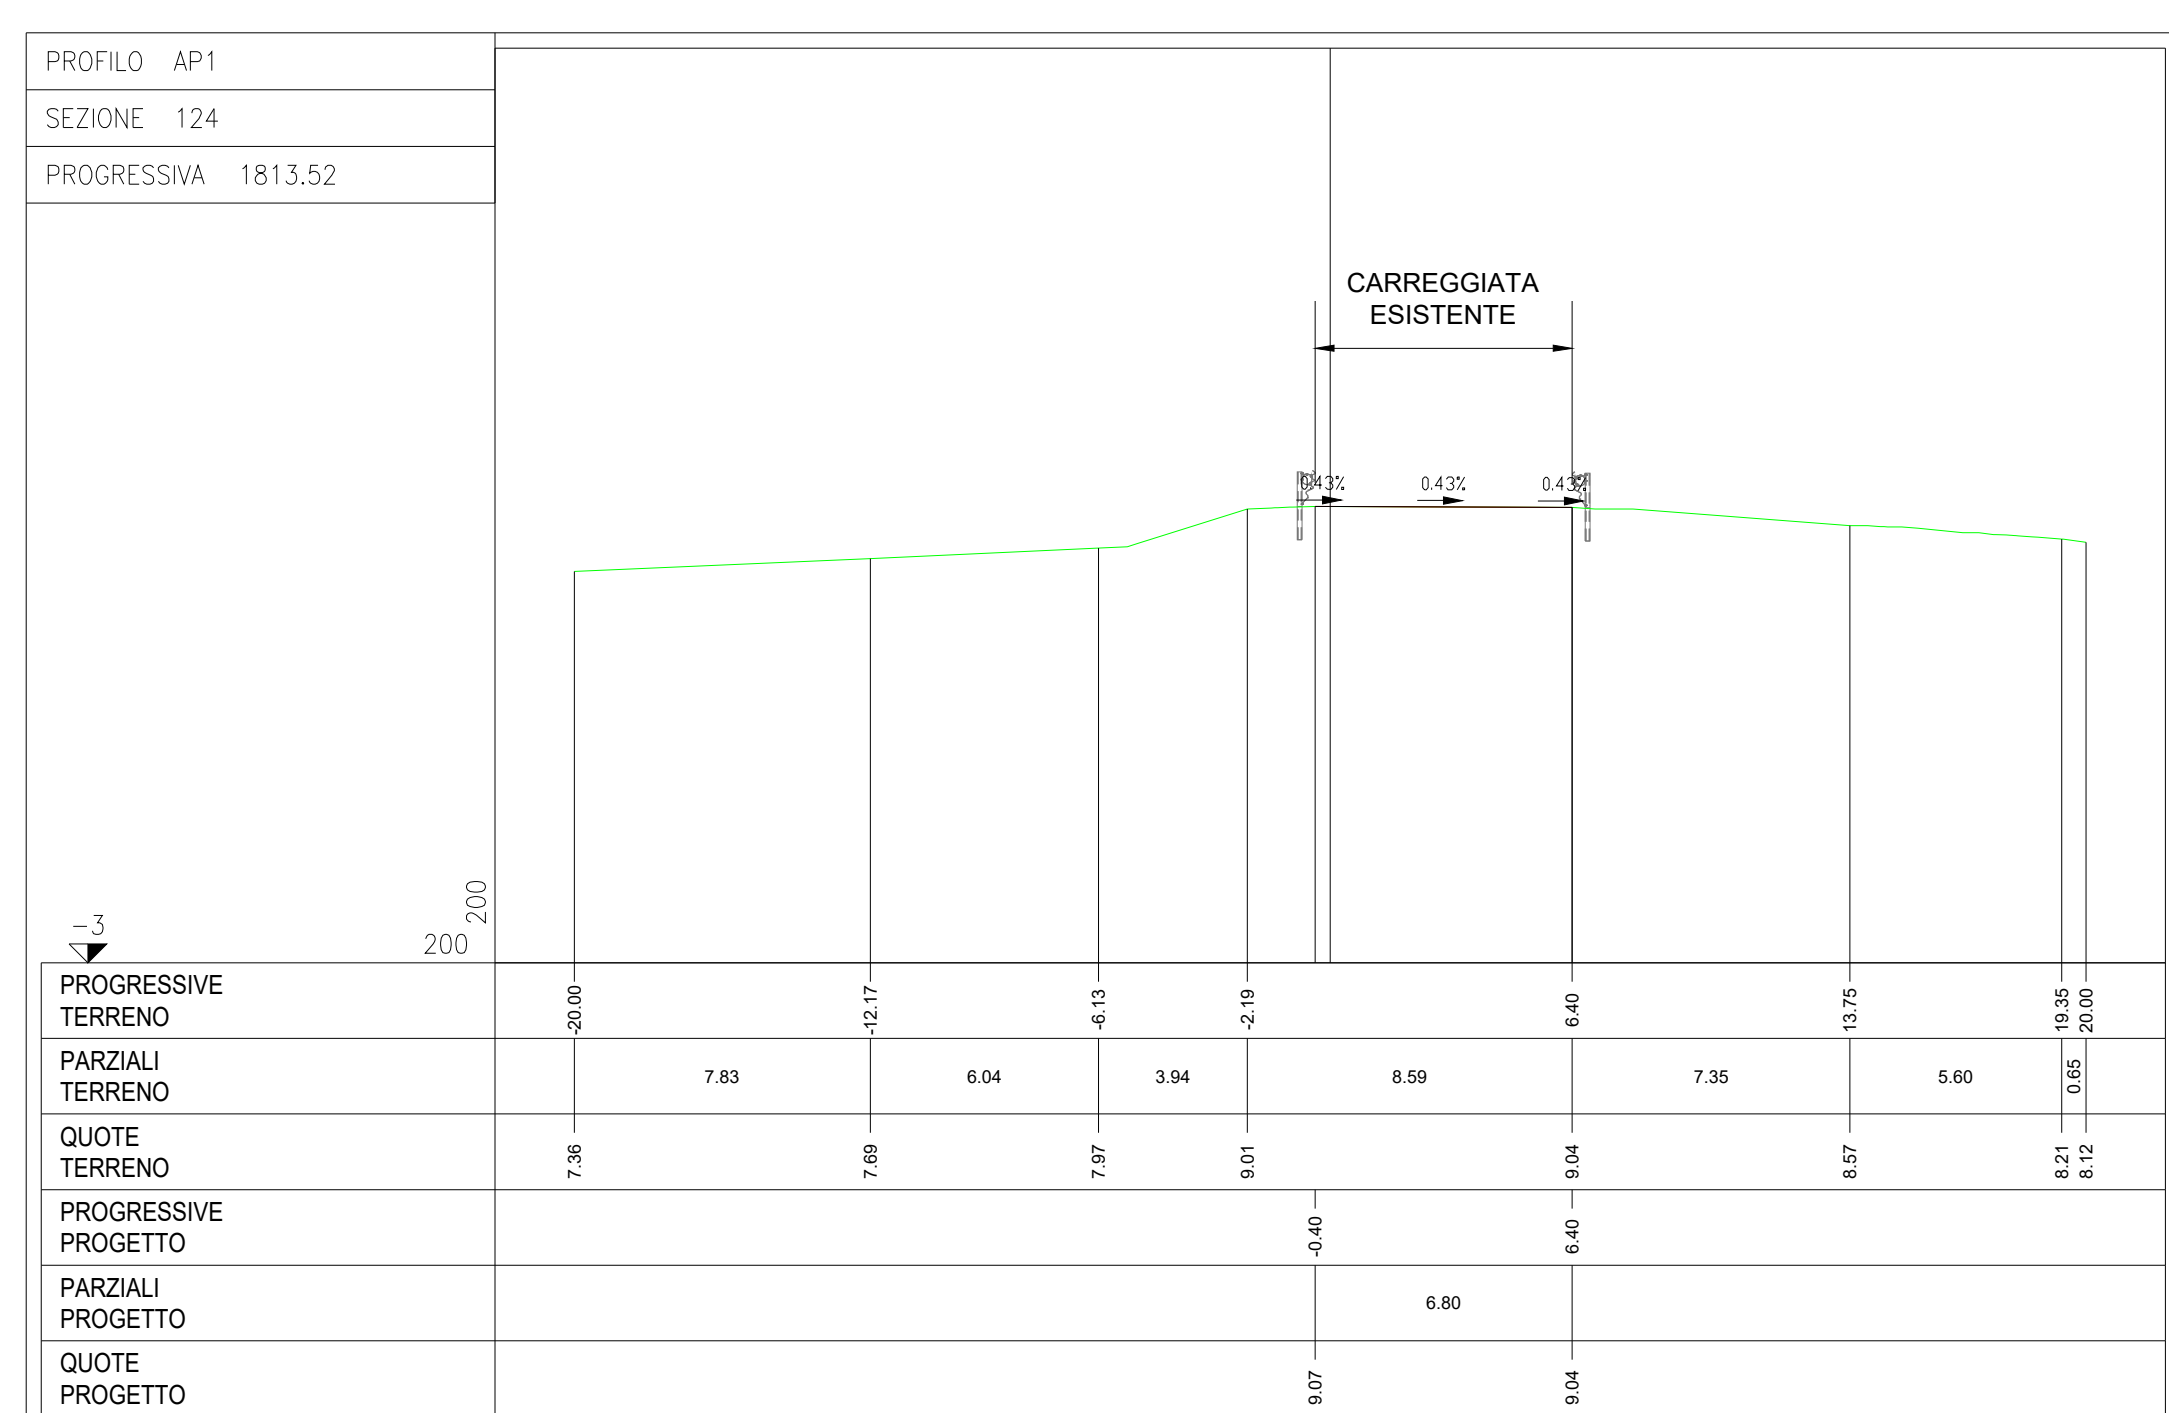 PROFILO AP1
SEZIONE 124
PROGRESSIVA 1813.52
CARREGGIATA
ESISTENTE
0.43% 0.43% 0.43%
200
-3
200
PROGRESSIVE
TERRENO
-20.00 -12.17 -6.13 -2.19 6.40 13.75 19.35 20.00
PARZIALI
TERRENO
7.83 6.04 3.94 8.59 7.35 5.60 0.65
QUOTE
TERRENO
7.36 7.69 7.97 9.01 9.04 8.57 8.21 8.12
PROGRESSIVE
PROGETTO
-0.40 6.40
PARZIALI
PROGETTO
6.80
QUOTE
PROGETTO
9.07 9.04